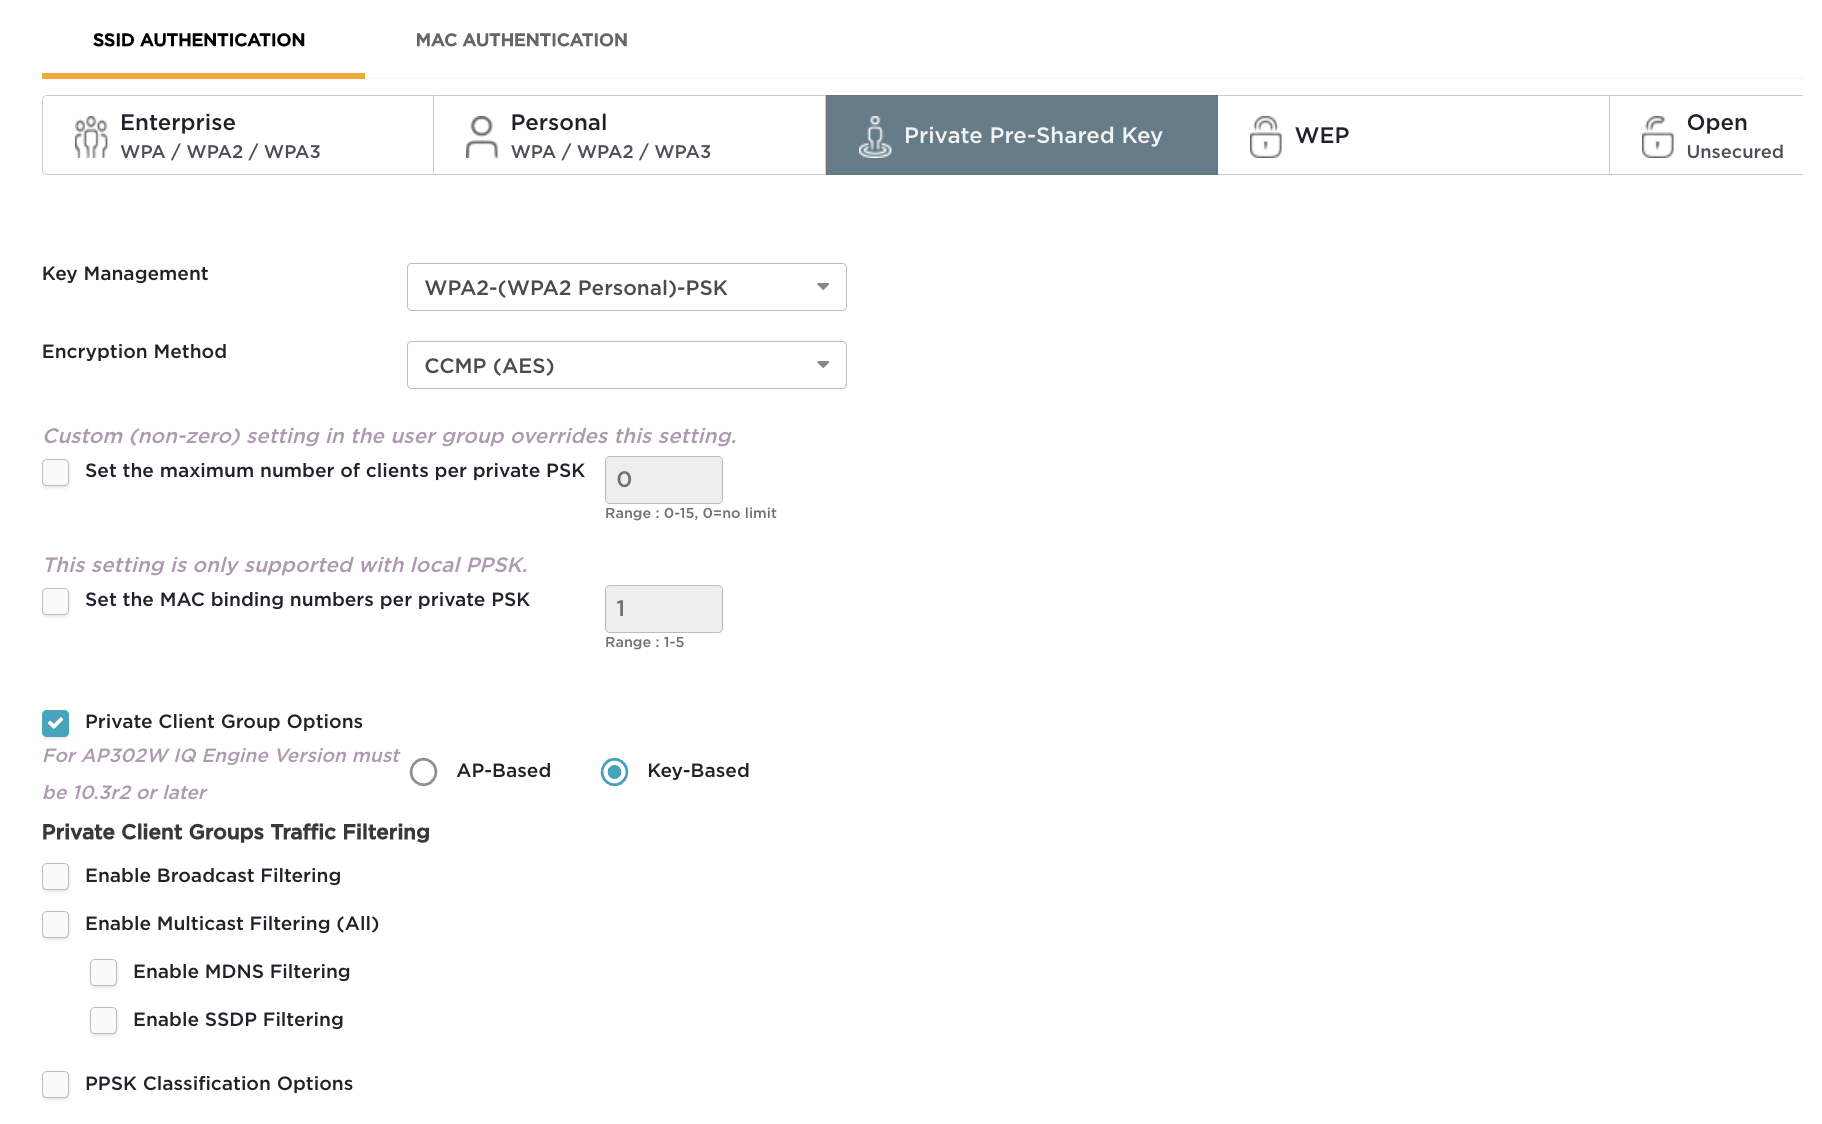 SSID AUTHENTICATION
MAC AUTHENTICATION
Enterprise
WPA / WPA2 / WPA3
Personal
WPA / WPA2 / WPA3
Private Pre-Shared Key
WEP
Open
Unsecured
Key Management
WPA2-(WPA2 Personal)-PSK
Encryption Method
CCMP (AES)
Custom (non-zero) setting in the user group overrides this setting.
Set the maximum number of clients per private PSK
0
Range : 0-15, 0=no limit
This setting is only supported with local PPSK.
Set the MAC binding numbers per private PSK
1
Range : 1-5
Private Client Group Options
For AP302W IQ Engine Version must
be 10.3r2 or later
AP-Based
Key-Based
Private Client Groups Traffic Filtering
Enable Broadcast Filtering
Enable Multicast Filtering (All)
Enable MDNS Filtering
Enable SSDP Filtering
PPSK Classification Options